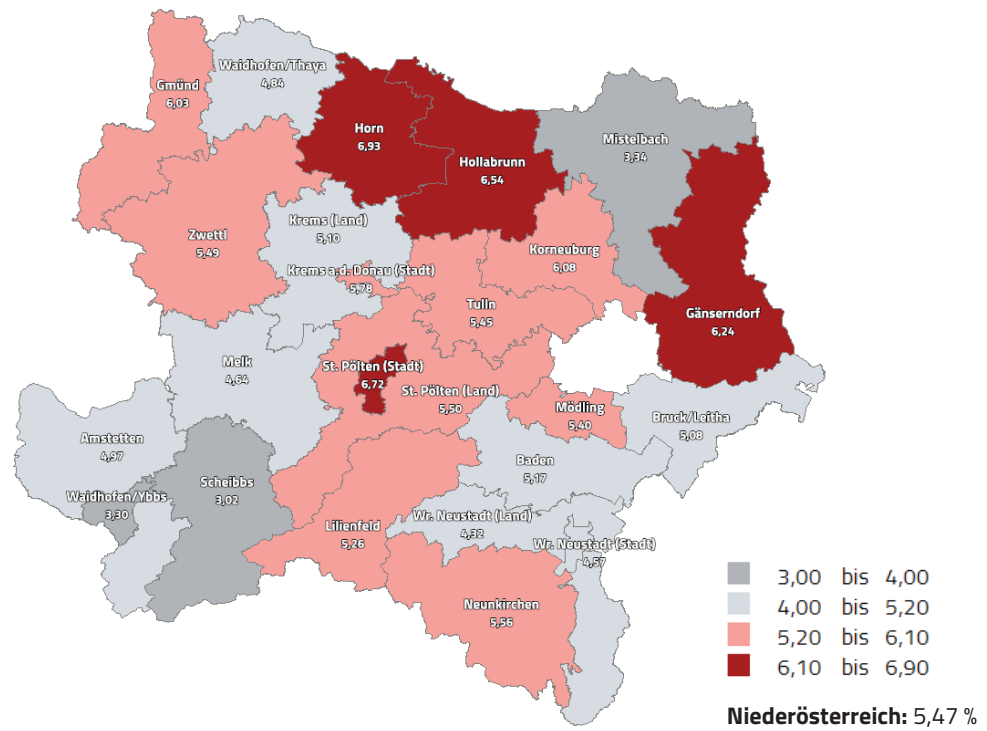 Waidhofen/Thaya
4,84
Gmünd
6,03
Horn
6,93
Mistelbach
3,34
Hollabrunn
6,54
Krems (Land)
5,10
Zwettl
5,49
Korneuburg
6,08
Krems a.d. Donau (Stadt)
5,78
Tulln
5,45
Gänserndorf
6,24
Melk
4,64
St. Pölten (Stadt)
6,72
St. Pölten (Land)
5,50
Mödling
5,40
Bruck/Leitha
5,08
Amstetten
4,97
Baden
5,17
Scheibbs
3,02
Waidhofen/Ybbs
3,30
Lilienfeld
5,26
Wr. Neustadt (Land)
4,32
Wr. Neustadt (Stadt)
4,57
Neunkirchen
5,56
3,00 bis 4,00
4,00 bis 5,20
5,20 bis 6,10
6,10 bis 6,90
Niederösterreich: 5,47 %